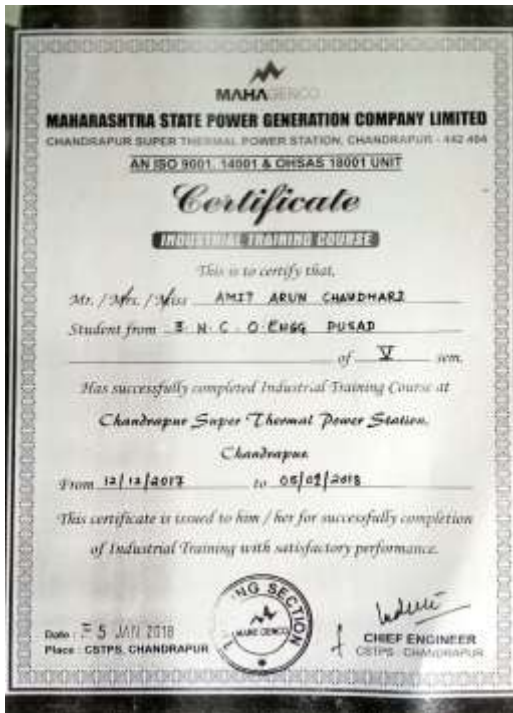 MAHAGENCO
MAHARASHTRA STATE POWER GENERATION COMPANY LIMITED
CHANDRAPUR SUPER THERMAL POWER STATION, CHANDRAPUR - 442 404
AN ISO 9001, 14001 & OHSAS 18001 UNIT
Certificate
INDUSTRIAL TRAINING COURSE
This is to certify that,
Mr. / Mrs. / Miss AMIT ARUN CHAUDHARI
Student from N. C. O. ENGG PUSAD
of V sem.
Has successfully completed Industrial Training Course at
Chandrapur Super Thermal Power Station,
Chandrapur.
From 12/12/2017 to
This certificate is issued to him / her for successfully completion
of Industrial Training with satisfactory performance.
SECTION
MAHA GENCO
Date : 5 JAN 2018
Place : CSTPS, CHANDRAPUR
CHIEF ENGINEER
CSTPS, CHANDRAPUR